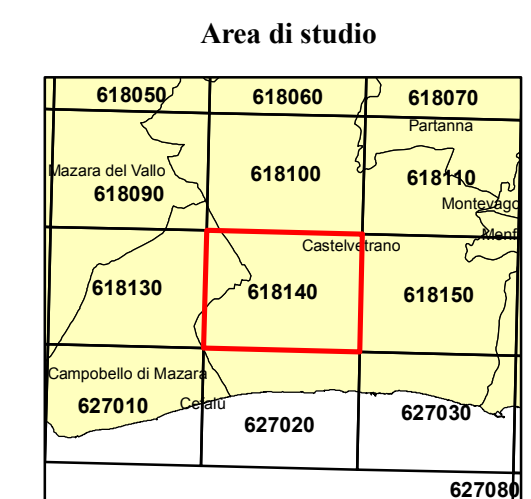 Area di studio
618050 618060 618070
Partanna
Mazara del Vallo 618100 618110
618090 Montevago
Menf
Castelvetrano
618130 618140 618150
Campobello di Mazara
627010 Cefalù 627020 627030
627080